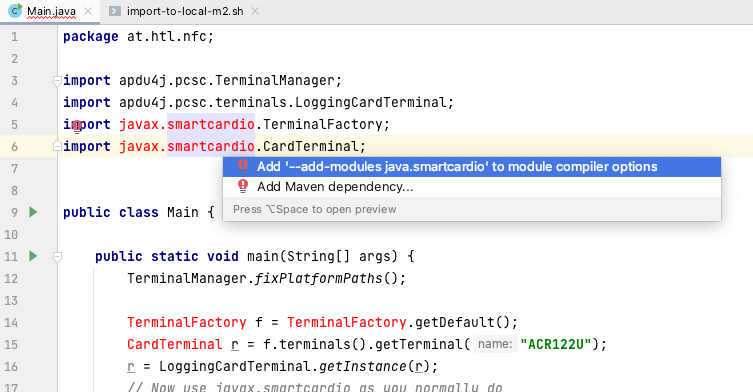 Main.java × import-to-local-m2.sh ×
1 package at.htl.nfc;
2
3 import apdu4j.pcsc.TerminalManager;
4 import apdu4j.pcsc.terminals.LoggingCardTerminal;
5 import javax.smartcardio.TerminalFactory;
6 import javax.smartcardio.CardTerminal;
7
Add '--add-modules java.smartcardio' to module compiler options
8
Add Maven dependency...
9 public class Main {
Press ⌥Space to open preview
10
11 public static void main(String[] args) {
12 TerminalManager.fixPlatformPaths();
13
14 TerminalFactory f = TerminalFactory.getDefault();
15 CardTerminal r = f.terminals().getTerminal( name: "ACR122U");
16 r = LoggingCardTerminal.getInstance(r);
17 // Now use javax.smartcardio as you normally do